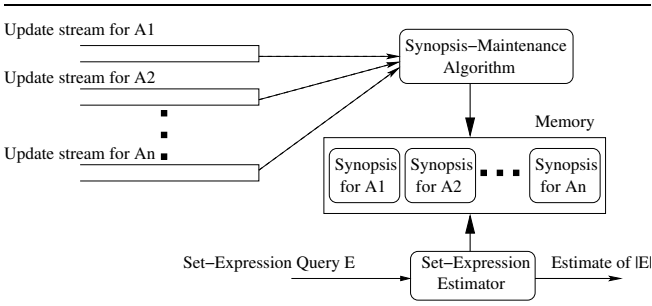 Update stream for A1
Update stream for A2
Update stream for An
Synopsis−Maintenance
Algorithm
Memory
Synopsis
for A1
Synopsis
for A2
Synopsis
for An
Set−Expression Query E
Set−Expression
Estimator
Estimate of |E|